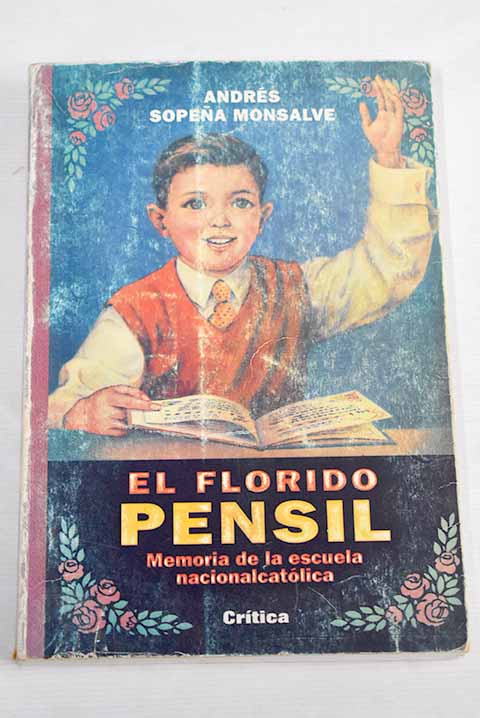 ANDRÉS
SOPEÑA MONSALVE
EL FLORIDO
PENSIL
Memoria de la escuela
nacionalcatólica
Crítica